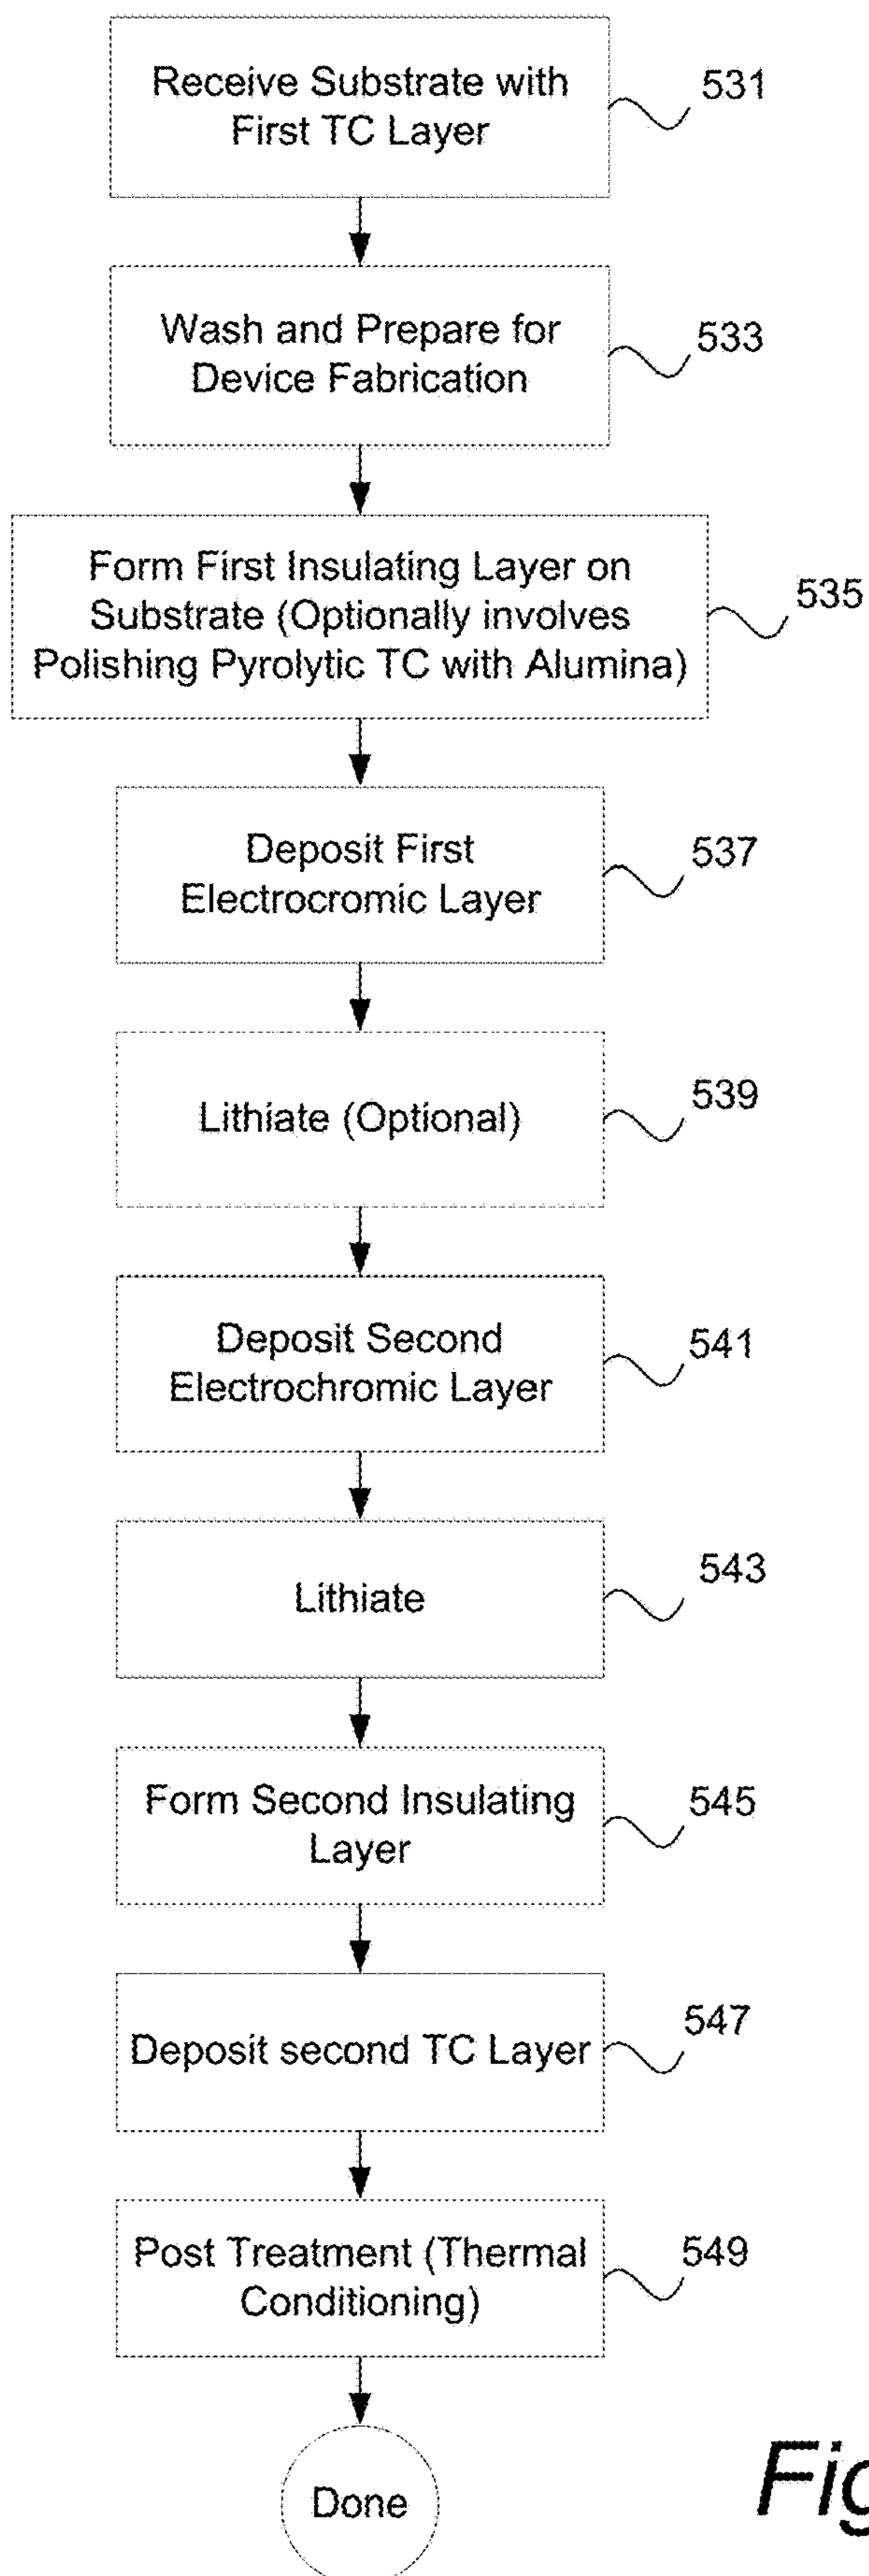 Receive Substrate with
First TC Layer
531
Wash and Prepare for
Device Fabrication
533
Form First Insulating Layer on
Substrate (Optionally involves
Polishing Pyrolytic TC with Alumina)
535
Deposit First
Electrocromic Layer
537
Lithiate (Optional)
539
Deposit Second
Electrochromic Layer
541
Lithiate
543
Form Second Insulating
Layer
545
Deposit second TC Layer
547
Post Treatment (Thermal
Conditioning)
549
Done